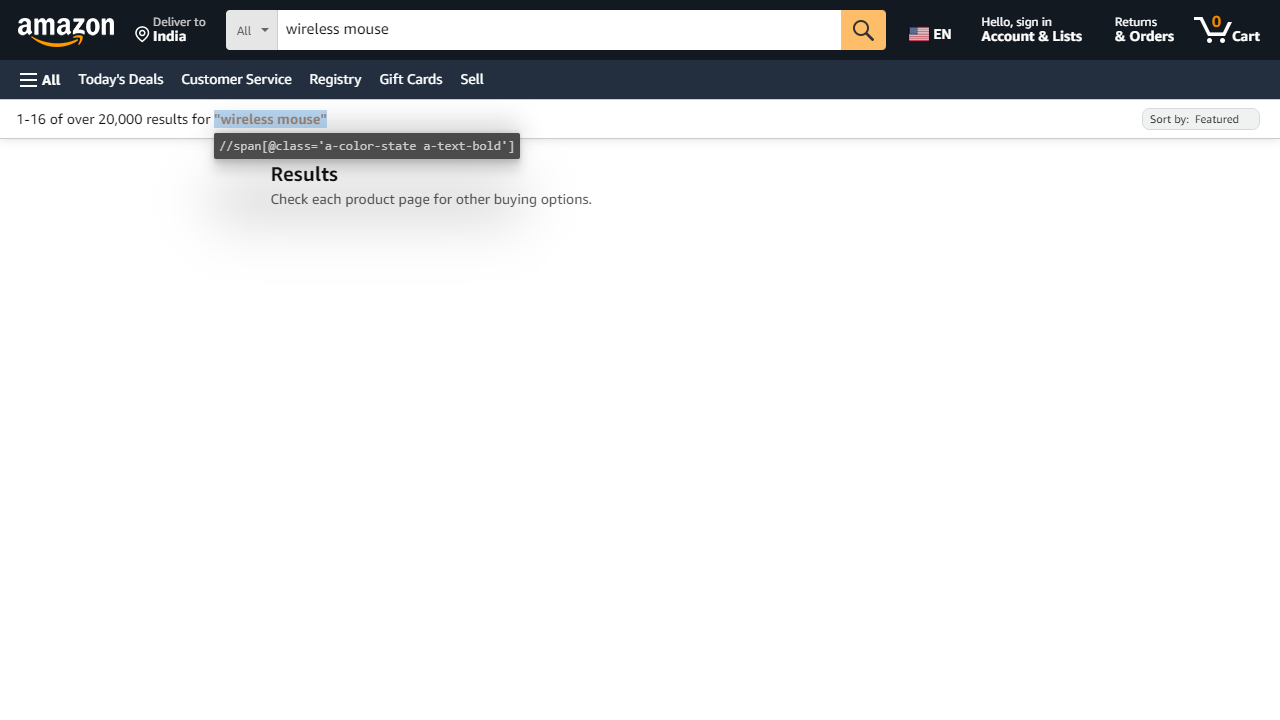 amazon
Deliver to
India
All
wireless mouse
EN
Hello, sign in
Account & Lists
Returns
& Orders
0
Cart
All
Today's Deals
Customer Service
Registry
Gift Cards
Sell
1-16 of over 20,000 results for "wireless mouse"
Sort by: Featured
//span[@class='a-color-state a-text-bold']
Results
Check each product page for other buying options.